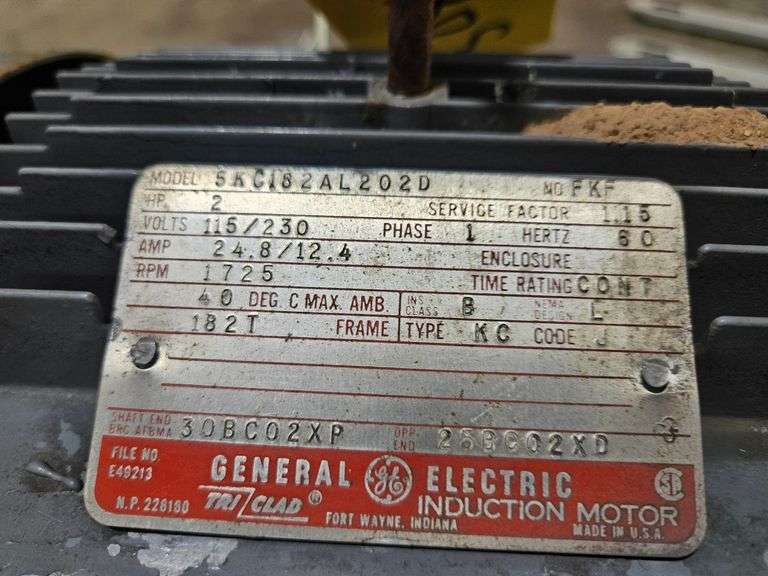 MODEL 5KC182AL202D NO FKF
HP. 2 SERVICE FACTOR 1.15
VOLTS 115/230 PHASE 1 HERTZ 60
AMP 24.8/12.4 ENCLOSURE
RPM 1725 TIME RATING CONT
40 DEG. C MAX. AMB. INS. CLASS B NEMA DESIGN L
182T FRAME TYPE KC CODE J
SHAFT END BRG AFBMA 30BC02XP OPP. END 25BC02XD
FILE NO. E49213
GENERAL GE ELECTRIC
TRI CLAD ® INDUCTION MOTOR
N.P. 226160 FORT WAYNE, INDIANA MADE IN U.S.A.